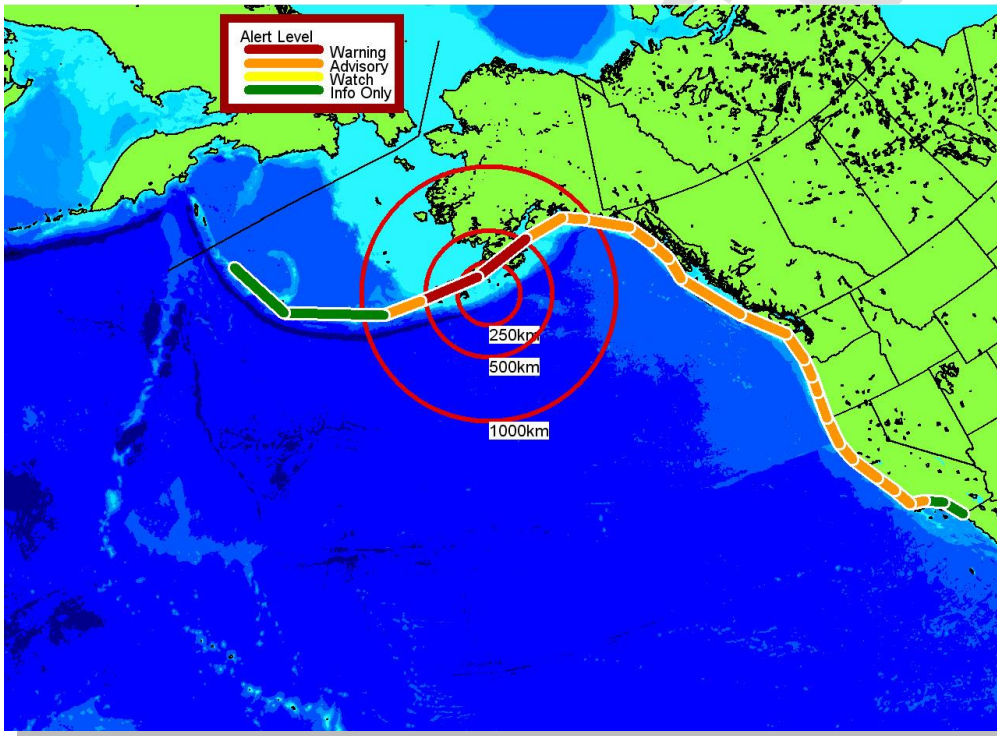 Alert Level
Warning
Advisory
Watch
Info Only
250km
500km
1000km